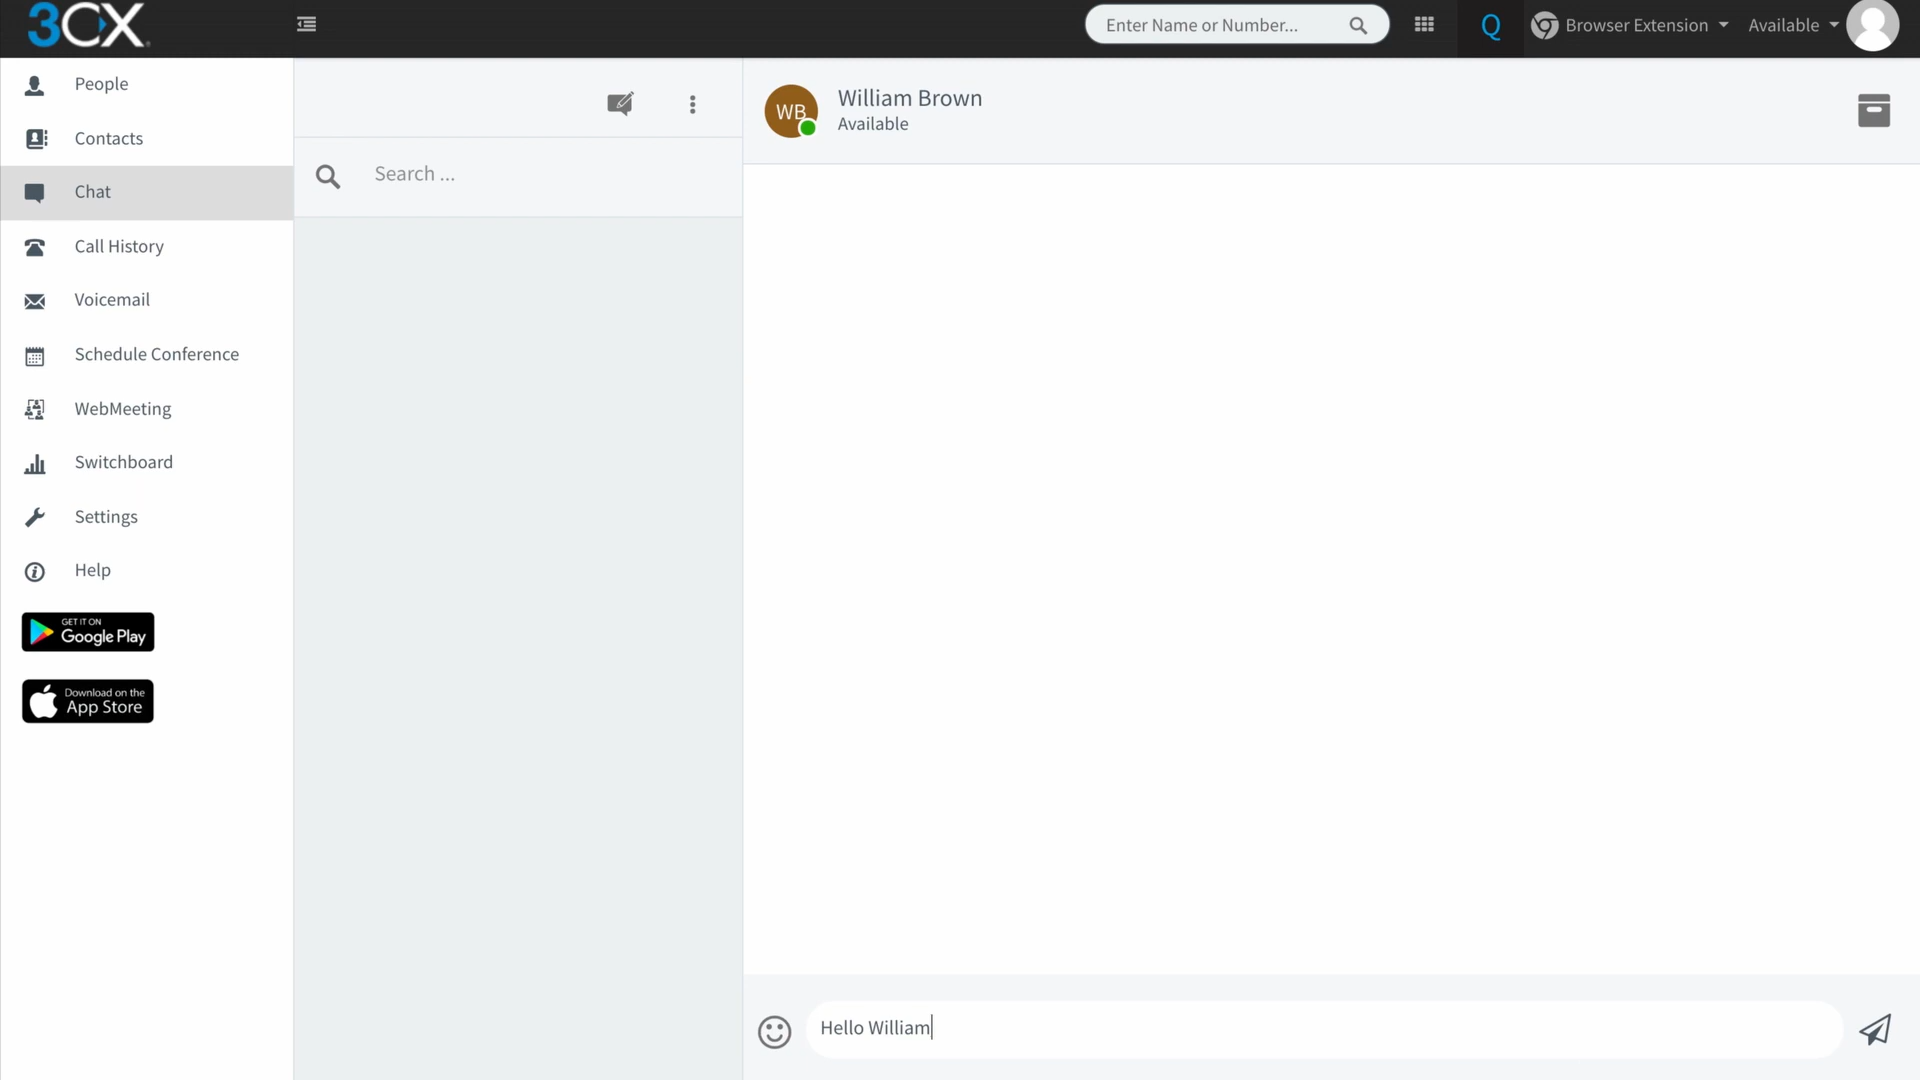 3CX
Enter Name or Number...
Q
Browser Extension
Available
People
Contacts
Chat
Call History
Voicemail
Schedule Conference
WebMeeting
Switchboard
Settings
Help
GET IT ON
Google Play
Download on the
App Store
Search ...
WB
William Brown
Available
Hello William